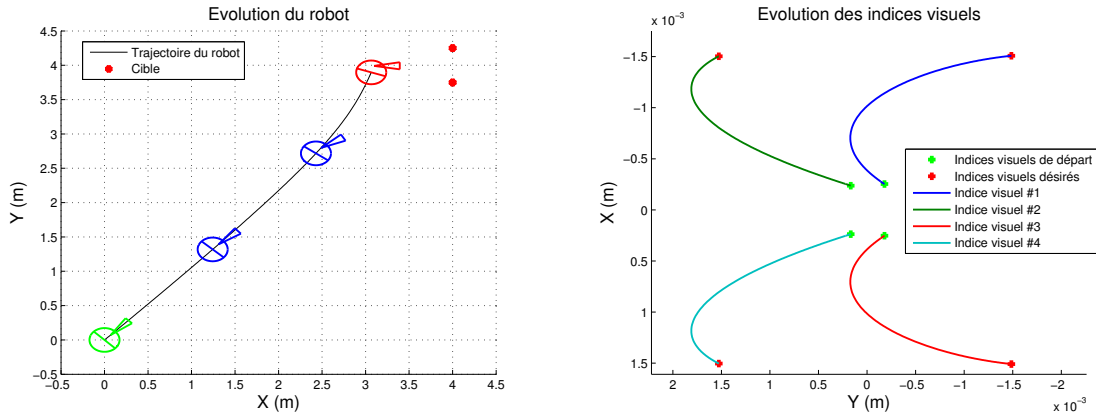 Evolution du robot
4.5
4
3.5
3
2.5
2
1.5
1
0.5
0
−0.5
Y (m)
Trajectoire du robot
Cible
−0.5 0 0.5 1 1.5 2 2.5 3 3.5 4 4.5
X (m)
Evolution des indices visuels
x 10⁻³
−1.5
−1
−0.5
0
0.5
1
1.5
X (m)
Indices visuels de départ
Indices visuels désirés
Indice visuel #1
Indice visuel #2
Indice visuel #3
Indice visuel #4
2 1.5 1 0.5 0 −0.5 −1 −1.5 −2
Y (m)
x 10⁻³